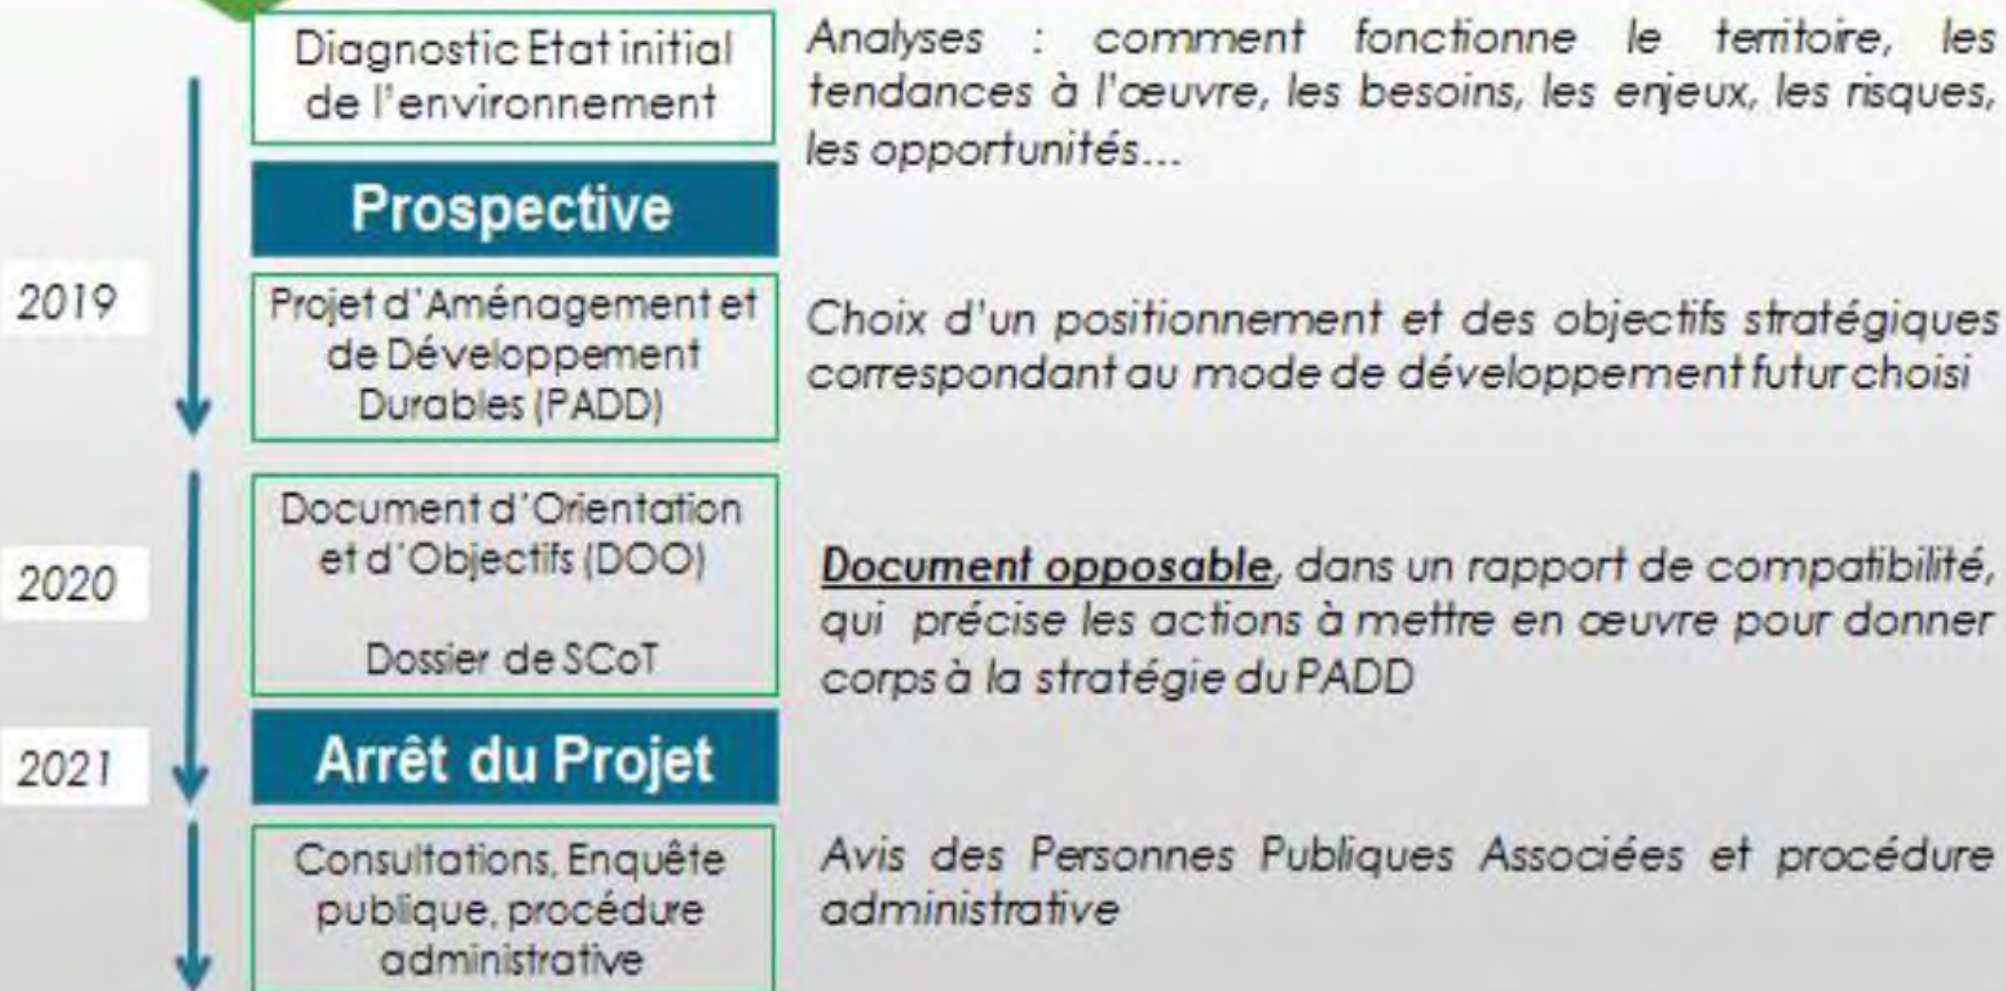 Diagnostic Etat initial
de l'environnement
Analyses : comment fonctionne le territoire, les
tendances à l'œuvre, les besoins, les enjeux, les risques,
les opportunités...
Prospective
2019
Projet d'Aménagement et
de Développement
Durables (PADD)
Choix d'un positionnement et des objectifs stratégiques
correspondant au mode de développement futur choisi
2020
Document d'Orientation
et d'Objectifs (DOO)
Dossier de SCoT
Document opposable, dans un rapport de compatibilité,
qui précise les actions à mettre en œuvre pour donner
corps à la stratégie du PADD
2021
Arrêt du Projet
Consultations, Enquête
publique, procédure
administrative
Avis des Personnes Publiques Associées et procédure
administrative